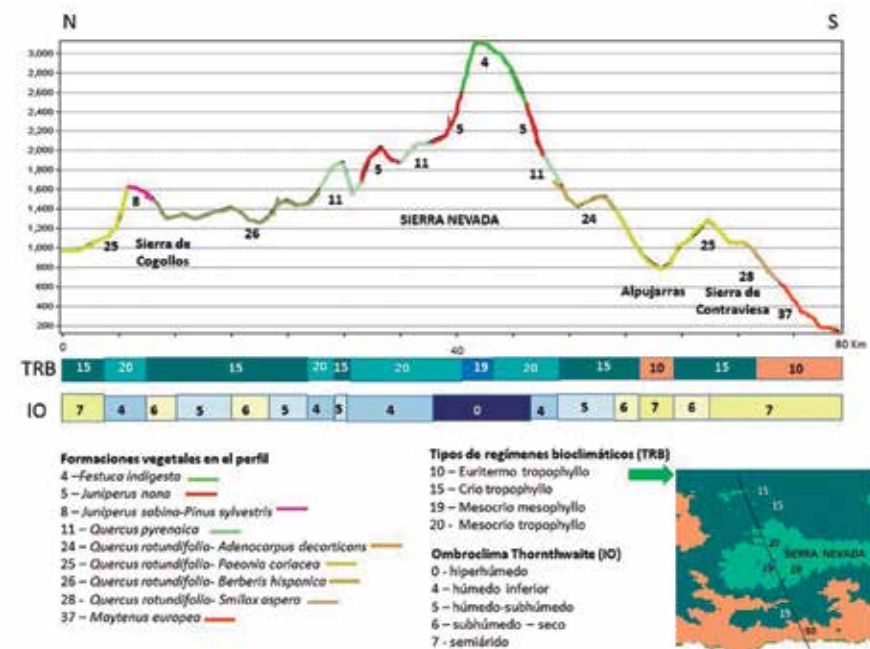 N S
3,000
2,800
2,600
2,400
2,200
2,000
1,800
1,600
1,400
1,200
1,000
800
600
400
200
4
5 5
5 11 11
8 11
24
25 26 25
28
37
Sierra de
Cogollos
SIERRA NEVADA
Alpujarras
Sierra de
Contraviesa
0 40 80 Km
TRB 15 20 15 20 15 20 19 20 15 10 15 10
IO 7 4 6 5 6 5 4 5 4 0 4 5 6 7 6 7
Formaciones vegetales en el perfil
4 –Festuca indigesta
5 – Juniperus nana
8 – Juniperus sabina-Pinus sylvestris
11 – Quercus pyrenaica
24 – Quercus rotundifolia- Adenocarpus decorticans
25 – Quercus rotundifolia- Paeonia coriacea
26 – Quercus rotundifolia- Berberis hispanica
28 - Quercus rotundifolia- Smilax aspera
37 – Maytenus europea
Tipos de regímenes bioclimáticos (TRB)
10 – Euritermo tropophyllo
15 – Crio tropophyllo
19 – Mesocrio mesophyllo
20 - Mesocrio tropophyllo
Ombroclima Thornthwaite (IO)
0 - hiperhúmedo
4 – húmedo inferior
5 – húmedo-subhúmedo
6 – subhúmedo – seco
7 - semiárido
15
15
20
SIERRA NEVADA
19
15